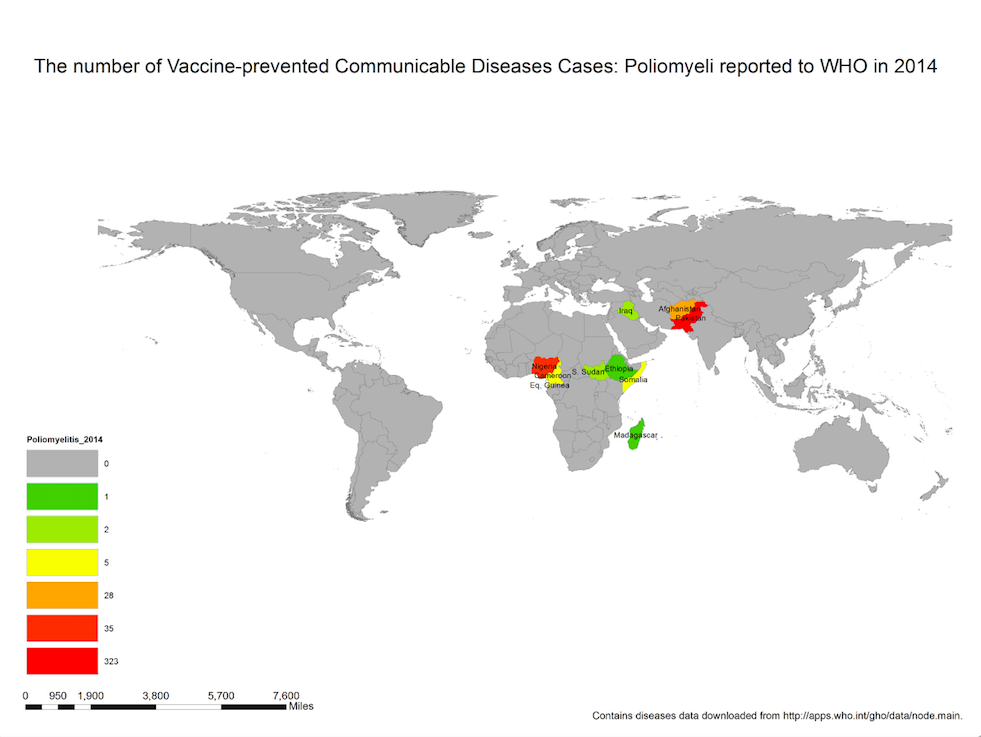 The number of Vaccine-prevented Communicable Diseases Cases: Poliomyeli reported to WHO in 2014
Iraq
Afghanistan
Pakistan
Nigeria
Cameroon
Eq, Guinea
S. Sudan
Ethiopia
Somalia
Madagascar
Poliomyelitis_2014
0
1
2
5
28
35
323
0 950 1,900 3,800 5,700 7,600
Miles
Contains diseases data downloaded from http://apps.who.int/gho/data/node.main.